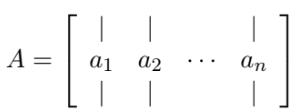 A = [ | | | 
a₁ a₂ ⋯ aₙ
| | | ]